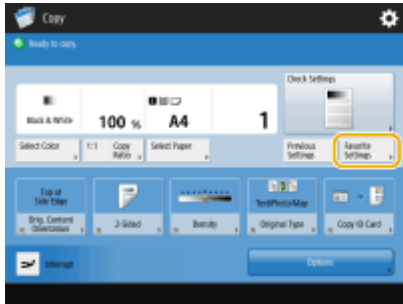 Copy
Ready to copy.
Check Settings
Black & White
100 %
A4
1
Select Color
1:1
Copy Ratio
Select Paper
Previous Settings
Favorite Settings
Top at Side Edge
Text/Photo/Map
Orig. Content Orientation
2-Sided
Density
Original Type
Copy ID Card
Interrupt
Options